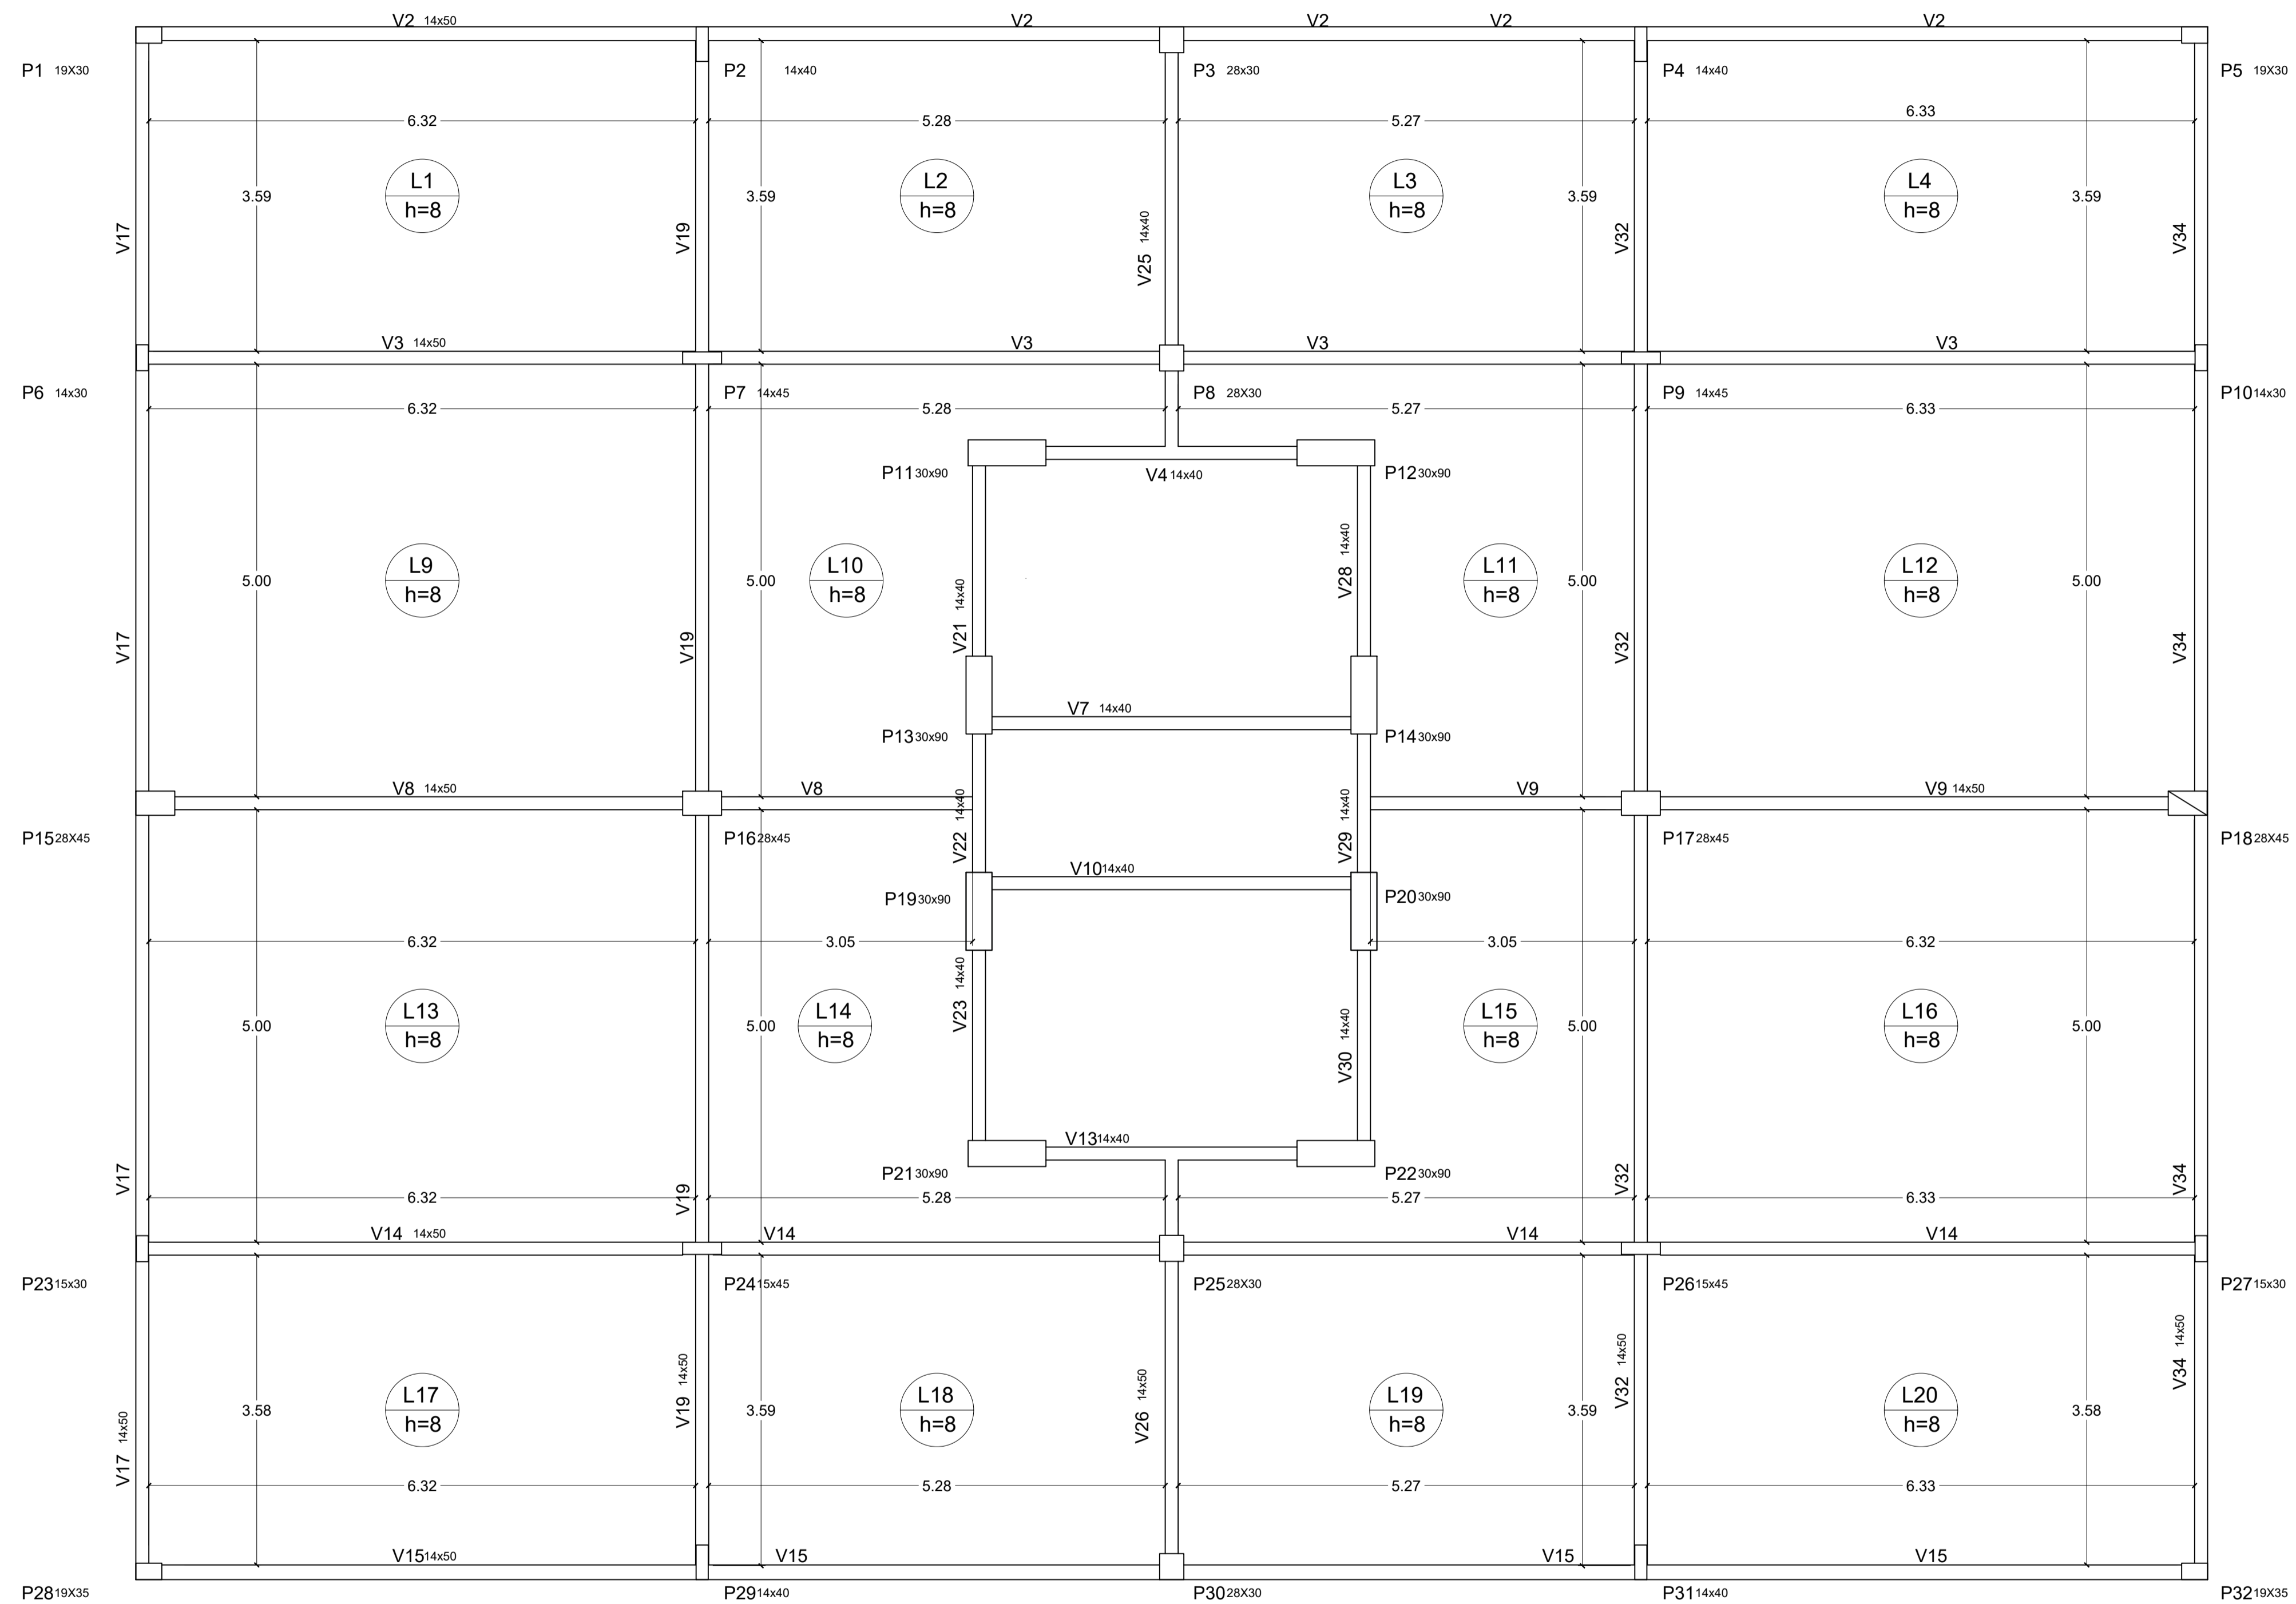 V2 14x50 V2 V2 V2 V2
P1 19X30 P2 14x40 P3 28x30 P4 14x40 P5 19X30
6.32 5.28 5.27 6.33
L1 L2 L3 L4
3.59 3.59 3.59 3.59
h=8 h=8 h=8 h=8
V17 V19 V25 14x40 V32 V34
V3 14x50 V3 V3 V3
P6 14x30 P7 14x45 P8 28X30 P9 14x45 P10 14x30
6.32 5.28 5.27 6.33
P11 30x90 V4 14x40 P12 30x90
L9 L10 V28 14x40 L11 L12
5.00 5.00 5.00 5.00
h=8 h=8 h=8 h=8
V17 V19 V21 14x40 V32 V34
V7 14x40
P13 30x90 P14 30x90
V8 14x50 V8 V9 V9 14x50
V22 14x40 V29 14x40
P15 28X45 P16 28x45 P17 28x45 P18 28X45
V10 14x40
P19 30x90 P20 30x90
6.32 3.05 3.05 6.32
V23 14x40 V30 14x40
L13 L14 L15 L16
5.00 5.00 5.00 5.00
h=8 h=8 h=8 h=8
V13 14x40
P21 30x90 P22 30x90
V17 V19 V32 V34
6.32 5.28 5.27 6.33
V14 14x50 V14 V14 V14
P23 15x30 P24 15x45 P25 28X30 P26 15x45 P27 15x30
V19 14x50 V26 14x50 V32 14x50 V34 14x50
L17 L18 L19 L20
3.58 3.59 3.59 3.58
h=8 h=8 h=8 h=8
V17 14x50
6.32 5.28 5.27 6.33
V15 14x50 V15 V15 V15
P28 19X35 P29 14x40 P30 28X30 P31 14x40 P32 19X35